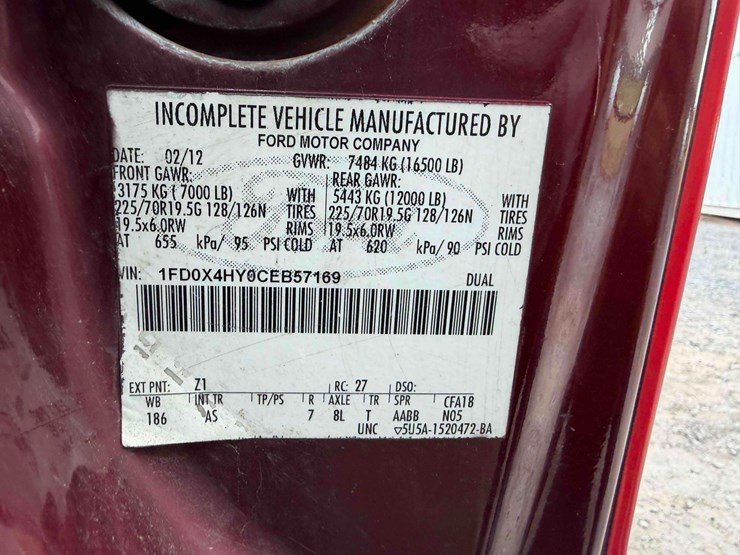 INCOMPLETE VEHICLE MANUFACTURED BY
FORD MOTOR COMPANY
DATE: 02/12 GVWR: 7484 KG (16500 LB)
FRONT GAWR: REAR GAWR:
3175 KG ( 7000 LB) WITH 5443 KG (12000 LB) WITH
225/70R19.5G 128/126N TIRES 225/70R19.5G 128/126N TIRES
19.5x6.0RW RIMS 19.5x6.0RW RIMS
AT 655 kPa/ 95 PSI COLD AT 620 kPa/ 90 PSI COLD
VIN: 1FD0X4HY0CEB57169 DUAL
EXT PNT: Z1 RC: 27 DSO:
WB INT TR TP/PS R AXLE TR SPR CFA18
186 AS 7 8L T AABB N05
UNC ▽5U5A-1520472-BA